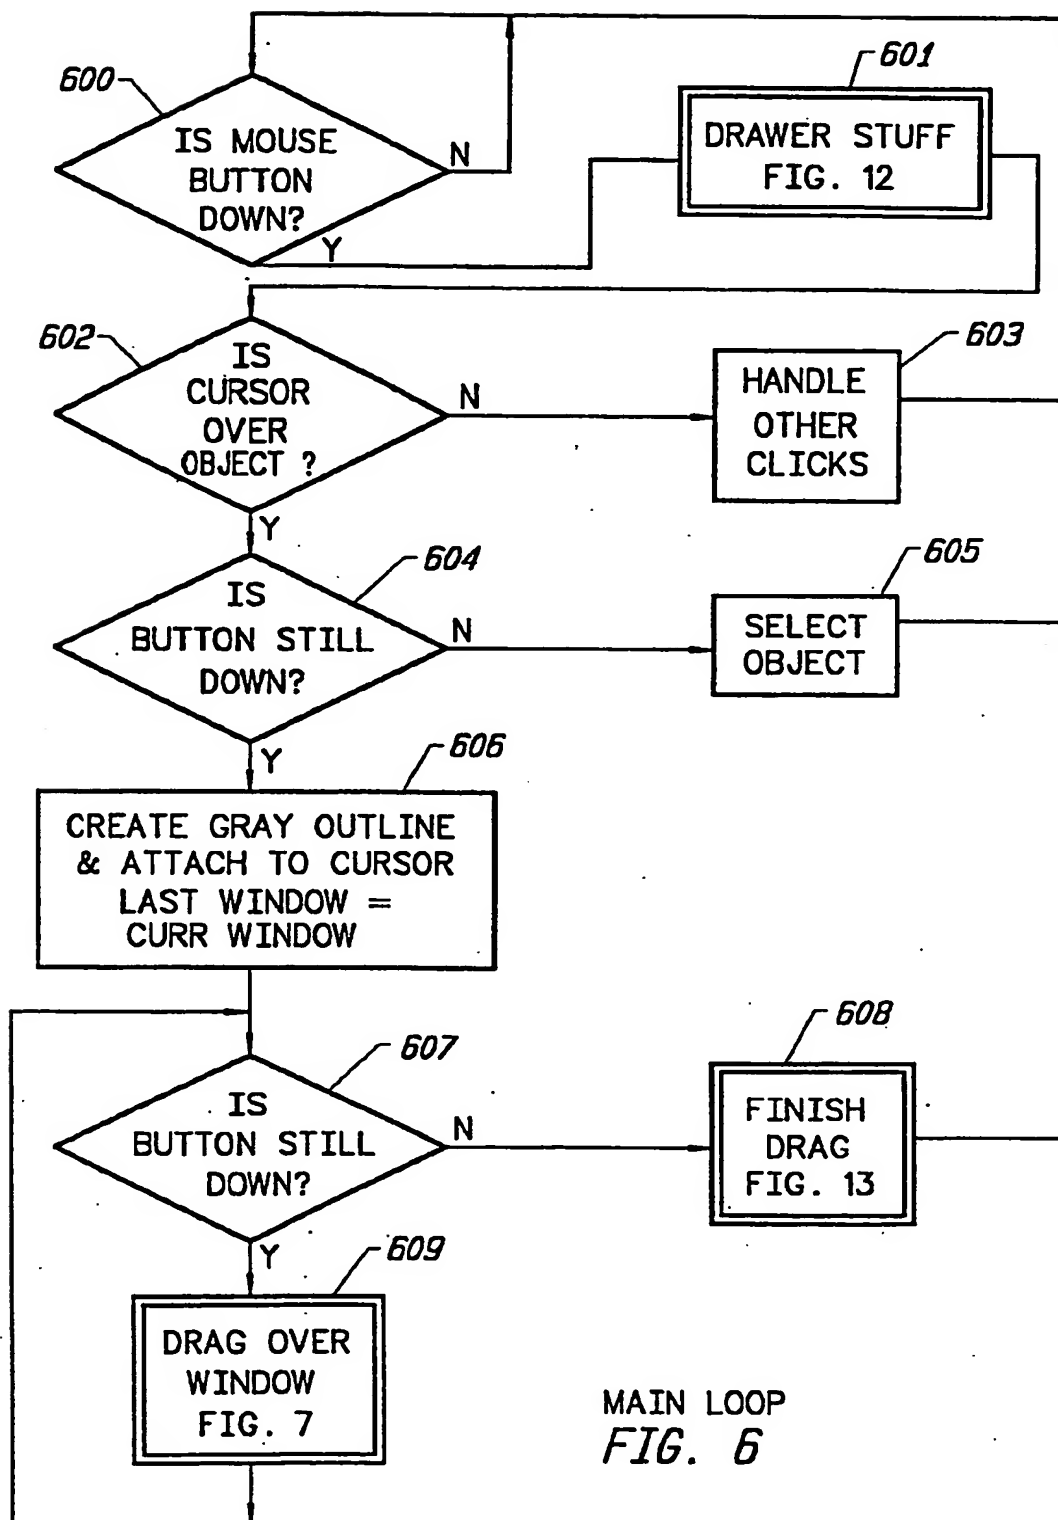 600
IS MOUSE
BUTTON
DOWN?
N
Y
601
DRAWER STUFF
FIG. 12
602
IS
CURSOR
OVER
OBJECT ?
N
Y
603
HANDLE
OTHER
CLICKS
604
IS
BUTTON STILL
DOWN?
N
Y
605
SELECT
OBJECT
606
CREATE GRAY OUTLINE
& ATTACH TO CURSOR
LAST WINDOW =
CURR WINDOW
607
IS
BUTTON STILL
DOWN?
N
Y
608
FINISH
DRAG
FIG. 13
609
DRAG OVER
WINDOW
FIG. 7
MAIN LOOP
FIG. 6